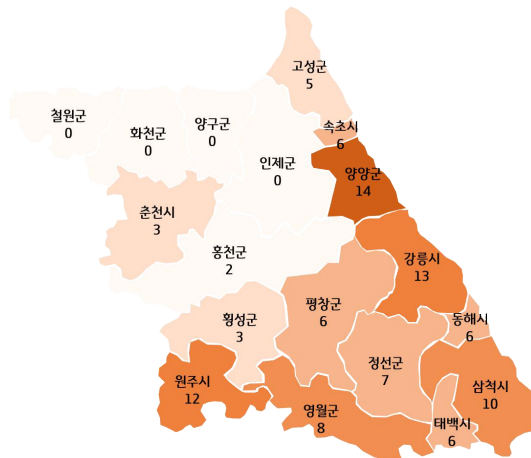 고성군
5
철원군
0
화천군
0
양구군
0
속초시
6
인제군
0
양양군
14
춘천시
3
홍천군
2
강릉시
13
평창군
6
횡성군
3
동해시
6
정선군
7
원주시
12
삼척시
10
영월군
8
태백시
6